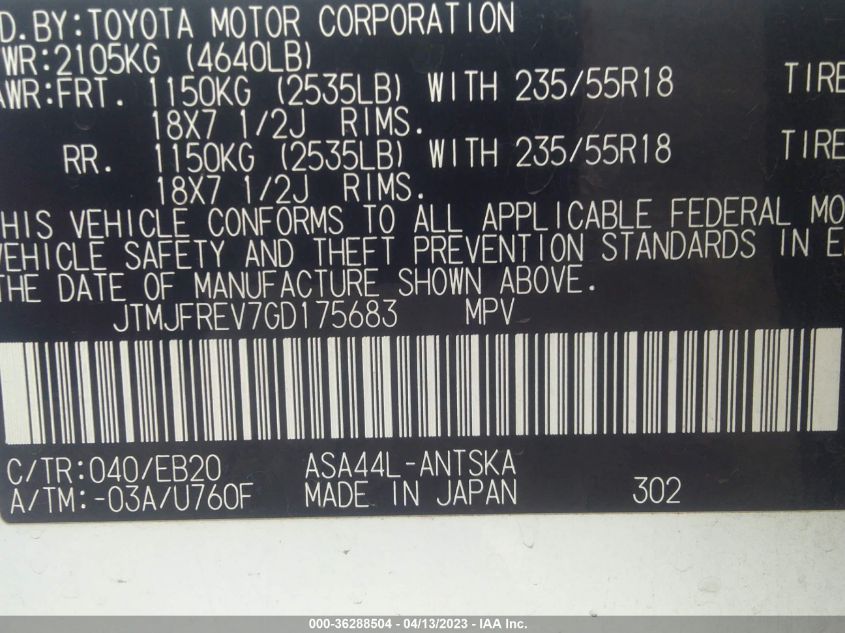 D. BY: TOYOTA MOTOR CORPORATION
WR: 2105KG (4640LB)
AWR: FRT. 1150KG (2535LB) WITH 235/55R18 TIRE
18X7 1/2J RIMS.
RR. 1150KG (2535LB) WITH 235/55R18 TIRE
18X7 1/2J RIMS.
HIS VEHICLE CONFORMS TO ALL APPLICABLE FEDERAL MO
VEHICLE SAFETY AND THEFT PREVENTION STANDARDS IN E
THE DATE OF MANUFACTURE SHOWN ABOVE.
JTMJFREV7GD175683 MPV
C/TR: 040/EB20 ASA44L-ANTSKA
A/TM: -03A/U760F MADE IN JAPAN 302
000-36288504 - 04/13/2023 - IAA Inc.